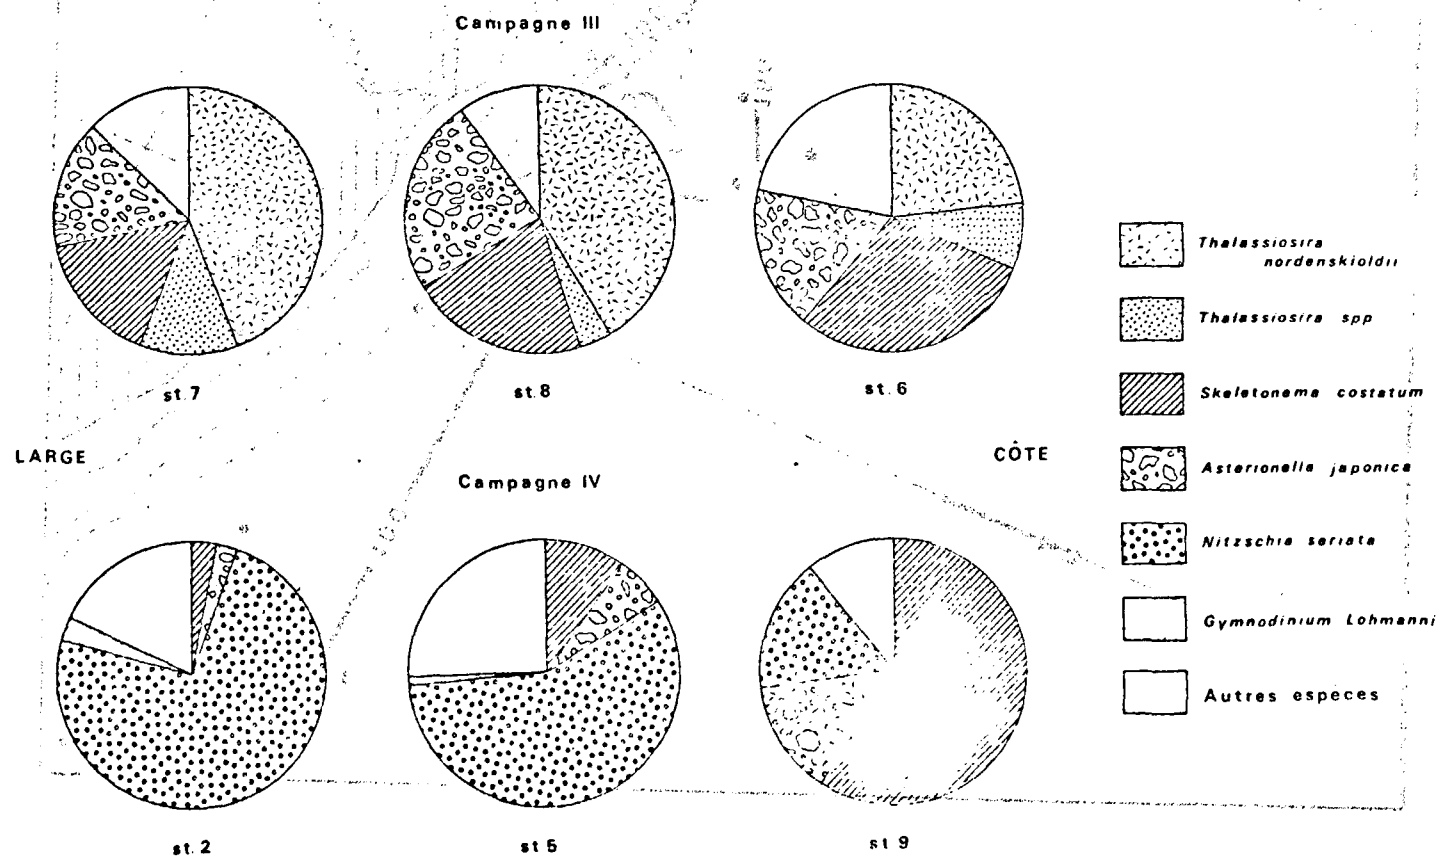 Campagne III
st. 7
st. 8
st. 6
LARGE
CÔTE
Campagne IV
st. 2
st 5
st 9
Thalassiosira
nordenskioldii
Thalassiosira spp
Skeletonema costatum
Asterionella japonica
Nitzschia seriata
Gymnodinium Lohmanni
Autres espèces